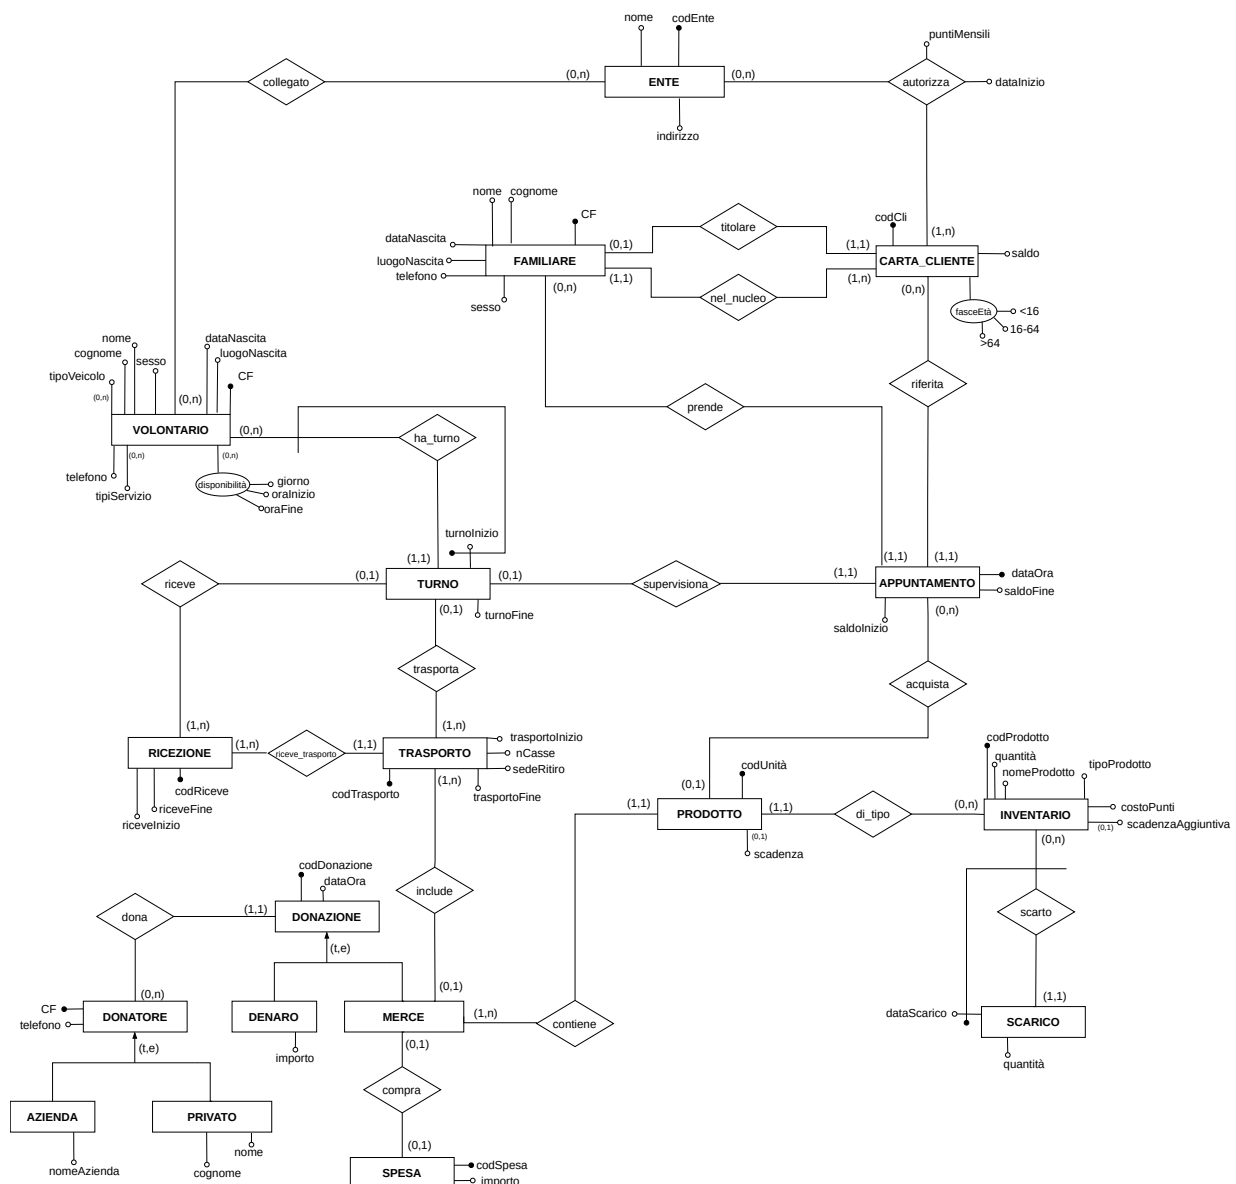 nome
codEnte
puntiMensili
collegato
(0,n)
ENTE
(0,n)
autorizza
dataInizio
indirizzo
nome
cognome
CF
codCli
dataNascita
(0,1)
titolare
(1,1)
(1,n)
luogoNascita
FAMILIARE
CARTA_CLIENTE
saldo
telefono
(0,n)
(1,1)
nel_nucleo
(1,n)
(0,n)
sesso
fasceEtà
<16
16-64
>64
nome
dataNascita
cognome
sesso
luogoNascita
tipoVeicolo
CF
(0,n)
(0,n)
riferita
prende
VOLONTARIO
(0,n)
ha_turno
(0,n)
(0,n)
telefono
tipiServizio
disponibilità
giorno
oraInizio
oraFine
turnoInizio
(1,1)
(1,1)
(1,1)
riceve
(0,1)
TURNO
(0,1)
supervisiona
(1,1)
APPUNTAMENTO
dataOra
saldoFine
(0,1)
turnoFine
saldoInizio
(0,n)
trasporta
acquista
(1,n)
(1,n)
RICEZIONE
(1,n)
riceve_trasporto
(1,1)
TRASPORTO
trasportoInizio
nCasse
sedeRitiro
codRiceve
codTrasporto
(1,n)
trasportoFine
riceveFine
riceveInizio
codProdotto
quantità
nomeProdotto
tipoProdotto
codUnità
(0,1)
(1,1)
PRODOTTO
(1,1)
di_tipo
(0,n)
INVENTARIO
costoPunti
(0,1)
scadenzaAggiuntiva
(0,1)
scadenza
(0,n)
codDonazione
dataOra
include
dona
(1,1)
DONAZIONE
scarto
(t,e)
(0,1)
(0,n)
(1,1)
CF
telefono
DONATORE
DENARO
MERCE
(1,n)
contiene
dataScarico
SCARICO
(t,e)
importo
(0,1)
quantità
compra
AZIENDA
PRIVATO
nome
nomeAzienda
cognome
(0,1)
SPESA
codSpesa
importo